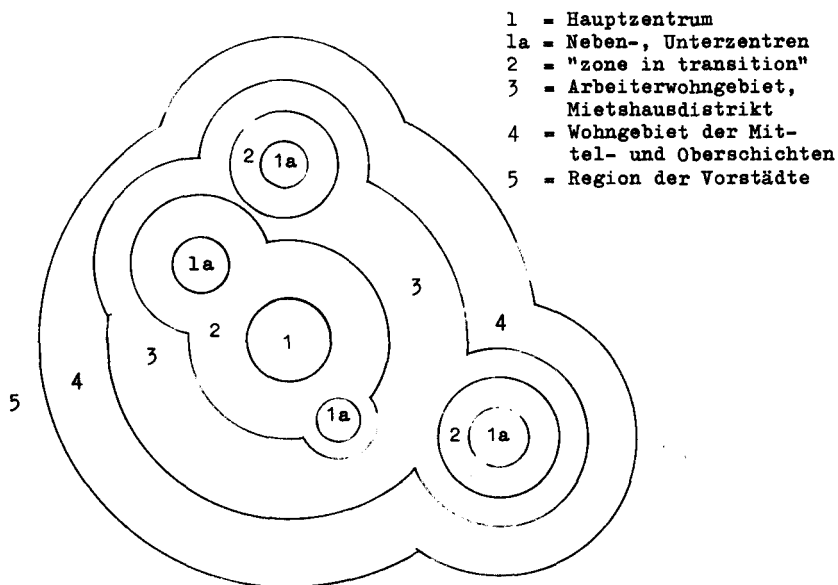 1 = Hauptzentrum
1a = Neben-, Unterzentren
2 = "zone in transition"
3 = Arbeiterwohngebiet,
Mietshausdistrikt
4 = Wohngebiet der Mit-
tel- und Oberschichten
5 = Region der Vorstädte
2 1a
1a
3
2
1
4
3
4
5
1a
2 1a